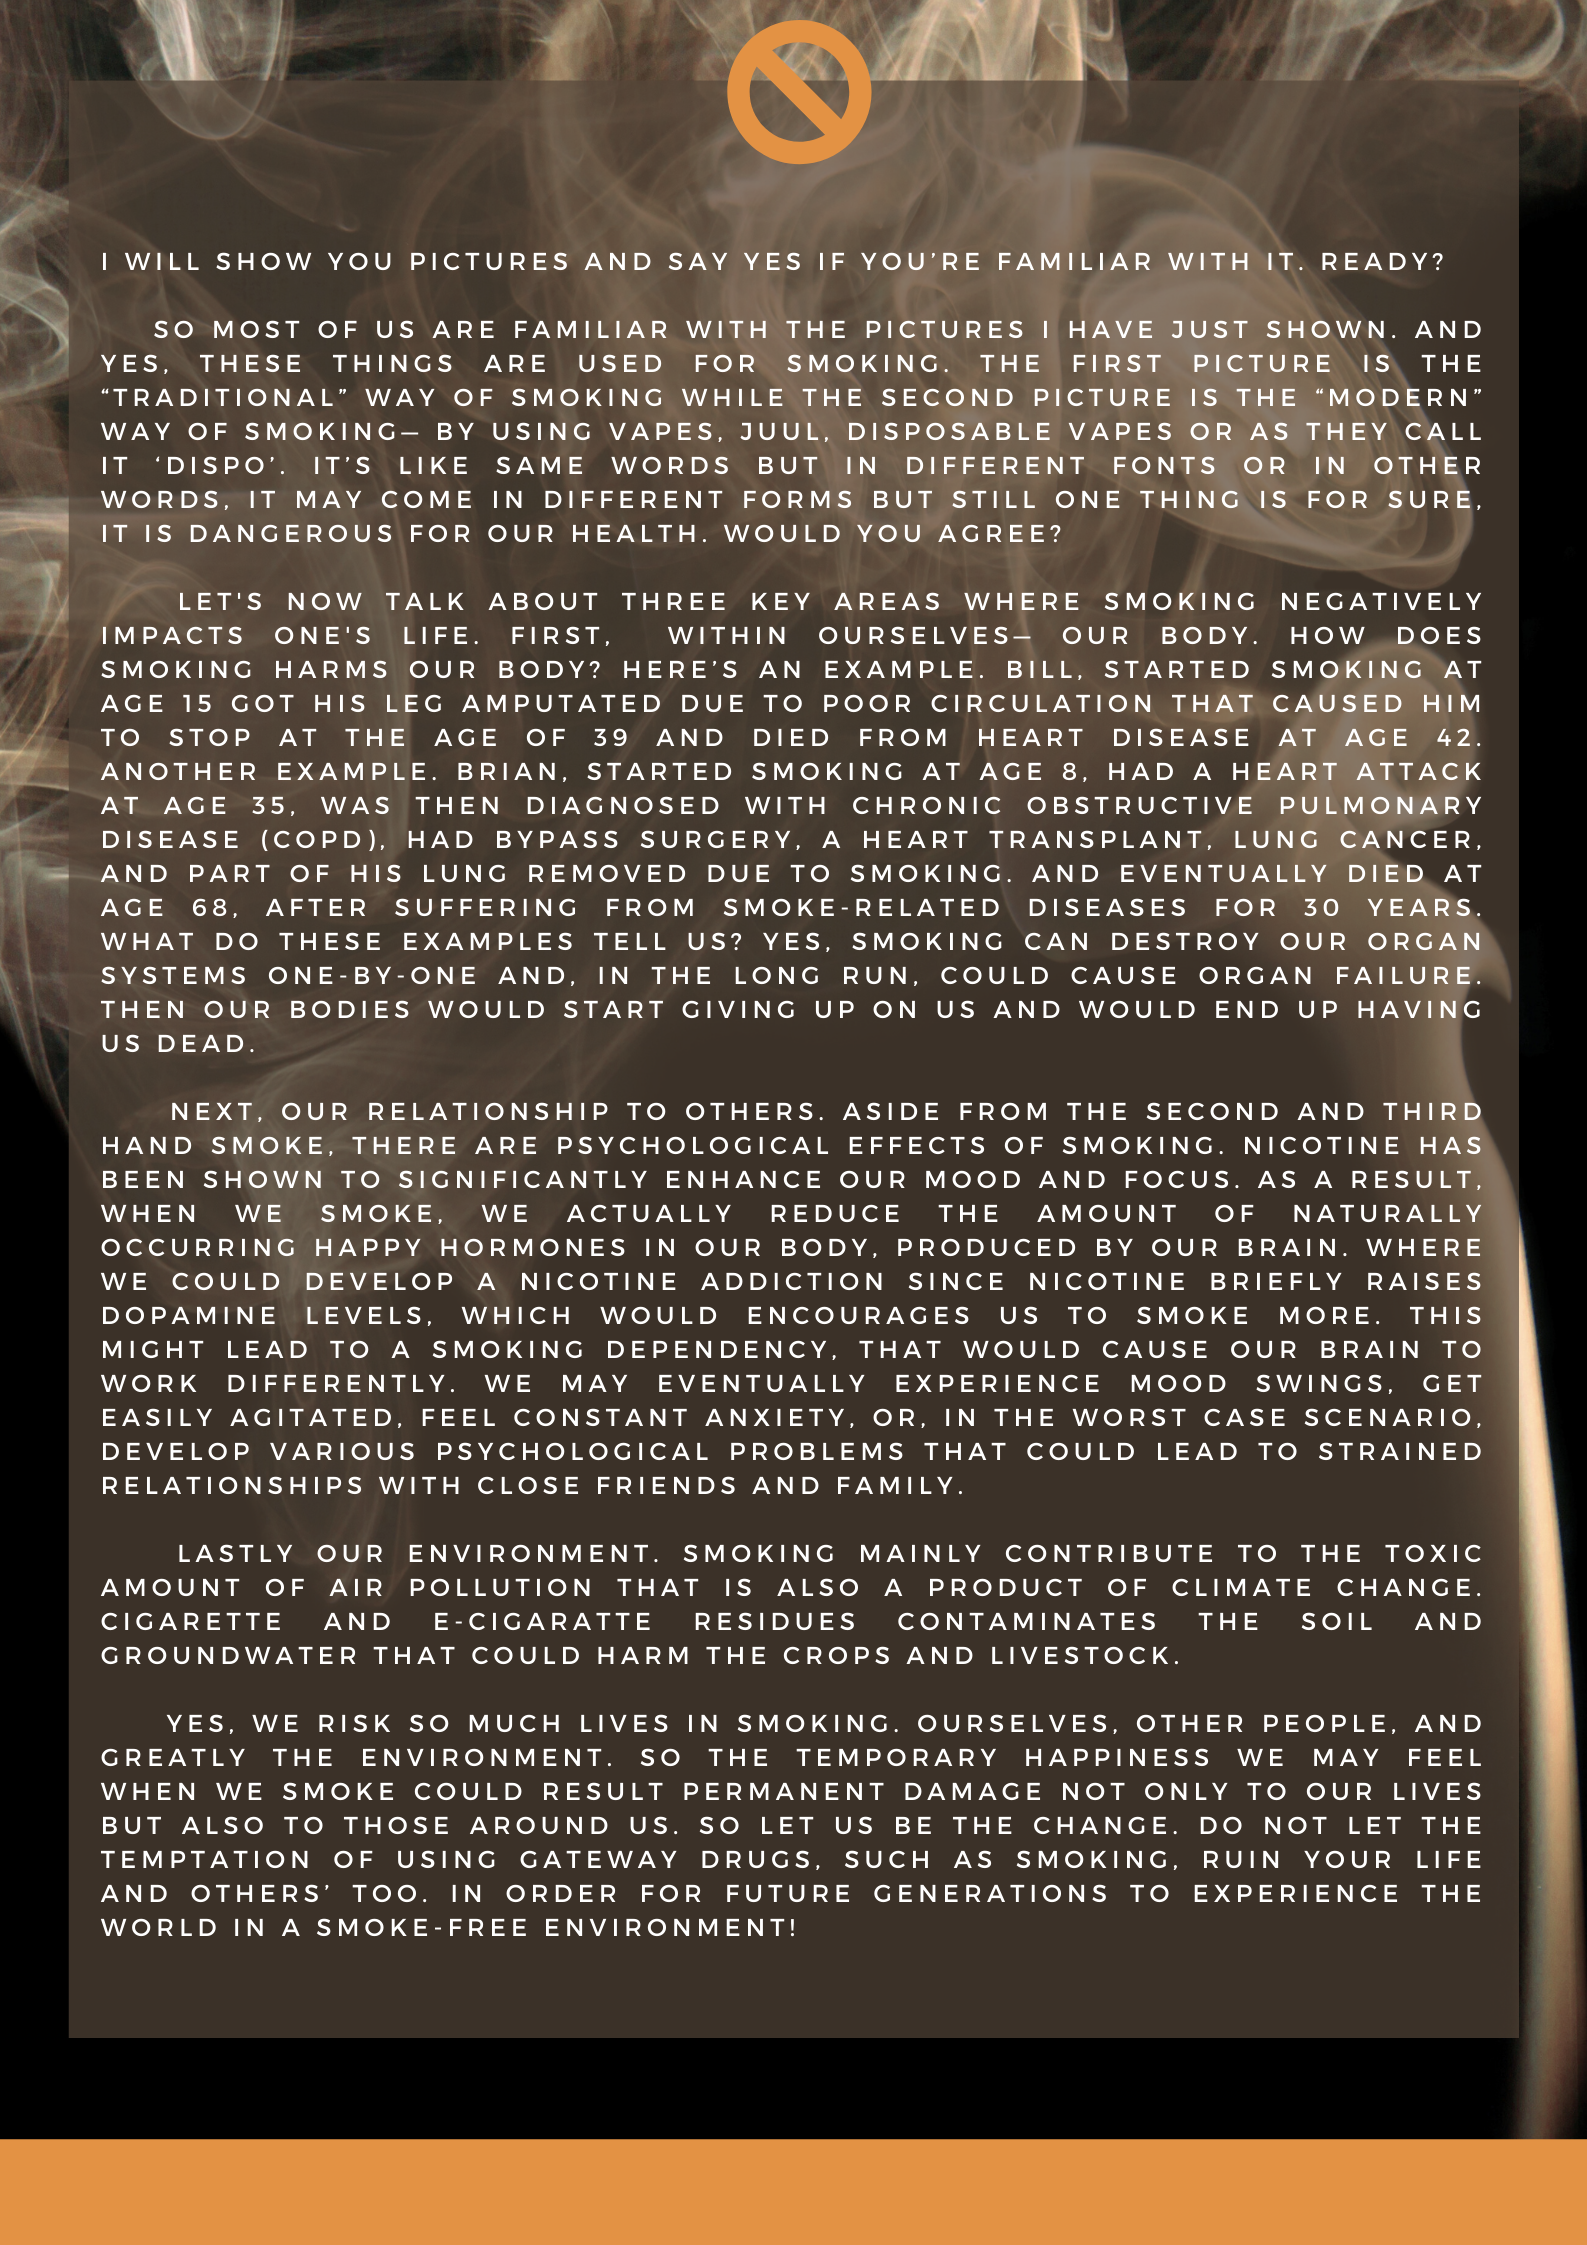 I WILL SHOW YOU PICTURES AND SAY YES IF YOU'RE FAMILIAR WITH IT. READY?
SO MOST OF US ARE FAMILIAR WITH THE PICTURES I HAVE JUST SHOWN. AND
YES, THESE THINGS ARE USED FOR SMOKING. THE FIRST PICTURE IS THE
“TRADITIONAL” WAY OF SMOKING WHILE THE SECOND PICTURE IS THE “MODERN”
WAY OF SMOKING— BY USING VAPES, JUUL, DISPOSABLE VAPES OR AS THEY CALL
IT ‘DISPO’. IT’S LIKE SAME WORDS BUT IN DIFFERENT FONTS OR IN OTHER
WORDS, IT MAY COME IN DIFFERENT FORMS BUT STILL ONE THING IS FOR SURE,
IT IS DANGEROUS FOR OUR HEALTH. WOULD YOU AGREE?
LET'S NOW TALK ABOUT THREE KEY AREAS WHERE SMOKING NEGATIVELY
IMPACTS ONE'S LIFE. FIRST, WITHIN OURSELVES— OUR BODY. HOW DOES
SMOKING HARMS OUR BODY? HERE’S AN EXAMPLE. BILL, STARTED SMOKING AT
AGE 15 GOT HIS LEG AMPUTATED DUE TO POOR CIRCULATION THAT CAUSED HIM
TO STOP AT THE AGE OF 39 AND DIED FROM HEART DISEASE AT AGE 42.
ANOTHER EXAMPLE. BRIAN, STARTED SMOKING AT AGE 8, HAD A HEART ATTACK
AT AGE 35, WAS THEN DIAGNOSED WITH CHRONIC OBSTRUCTIVE PULMONARY
DISEASE (COPD), HAD BYPASS SURGERY, A HEART TRANSPLANT, LUNG CANCER,
AND PART OF HIS LUNG REMOVED DUE TO SMOKING. AND EVENTUALLY DIED AT
AGE 68, AFTER SUFFERING FROM SMOKE-RELATED DISEASES FOR 30 YEARS.
WHAT DO THESE EXAMPLES TELL US? YES, SMOKING CAN DESTROY OUR ORGAN
SYSTEMS ONE-BY-ONE AND, IN THE LONG RUN, COULD CAUSE ORGAN FAILURE.
THEN OUR BODIES WOULD START GIVING UP ON US AND WOULD END UP HAVING
US DEAD.
NEXT, OUR RELATIONSHIP TO OTHERS. ASIDE FROM THE SECOND AND THIRD
HAND SMOKE, THERE ARE PSYCHOLOGICAL EFFECTS OF SMOKING. NICOTINE HAS
BEEN SHOWN TO SIGNIFICANTLY ENHANCE OUR MOOD AND FOCUS. AS A RESULT,
WHEN WE SMOKE, WE ACTUALLY REDUCE THE AMOUNT OF NATURALLY
OCCURRING HAPPY HORMONES IN OUR BODY, PRODUCED BY OUR BRAIN. WHERE
WE COULD DEVELOP A NICOTINE ADDICTION SINCE NICOTINE BRIEFLY RAISES
DOPAMINE LEVELS, WHICH WOULD ENCOURAGES US TO SMOKE MORE. THIS
MIGHT LEAD TO A SMOKING DEPENDENCY, THAT WOULD CAUSE OUR BRAIN TO
WORK DIFFERENTLY. WE MAY EVENTUALLY EXPERIENCE MOOD SWINGS, GET
EASILY AGITATED, FEEL CONSTANT ANXIETY, OR, IN THE WORST CASE SCENARIO,
DEVELOP VARIOUS PSYCHOLOGICAL PROBLEMS THAT COULD LEAD TO STRAINED
RELATIONSHIPS WITH CLOSE FRIENDS AND FAMILY.
LASTLY OUR ENVIRONMENT. SMOKING MAINLY CONTRIBUTE TO THE TOXIC
AMOUNT OF AIR POLLUTION THAT IS ALSO A PRODUCT OF CLIMATE CHANGE.
CIGARETTE AND E-CIGARATTE RESIDUES CONTAMINATES THE SOIL AND
GROUNDWATER THAT COULD HARM THE CROPS AND LIVESTOCK.
YES, WE RISK SO MUCH LIVES IN SMOKING. OURSELVES, OTHER PEOPLE, AND
GREATLY THE ENVIRONMENT. SO THE TEMPORARY HAPPINESS WE MAY FEEL
WHEN WE SMOKE COULD RESULT PERMANENT DAMAGE NOT ONLY TO OUR LIVES
BUT ALSO TO THOSE AROUND US. SO LET US BE THE CHANGE. DO NOT LET THE
TEMPTATION OF USING GATEWAY DRUGS, SUCH AS SMOKING, RUIN YOUR LIFE
AND OTHERS’ TOO. IN ORDER FOR FUTURE GENERATIONS TO EXPERIENCE THE
WORLD IN A SMOKE-FREE ENVIRONMENT!